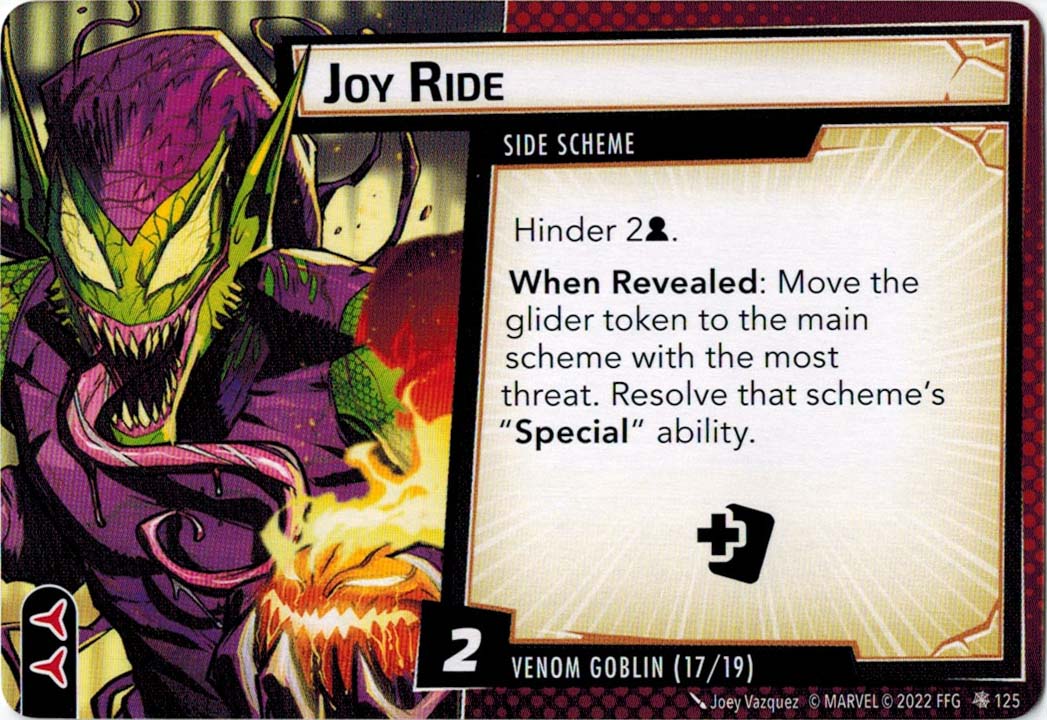 JOY RIDE
SIDE SCHEME
Hinder 2.
When Revealed: Move the
glider token to the main
scheme with the most
threat. Resolve that scheme's
"Special" ability.
2
VENOM GOBLIN (17/19)
Joey Vazquez © MARVEL © 2022 FFG 125